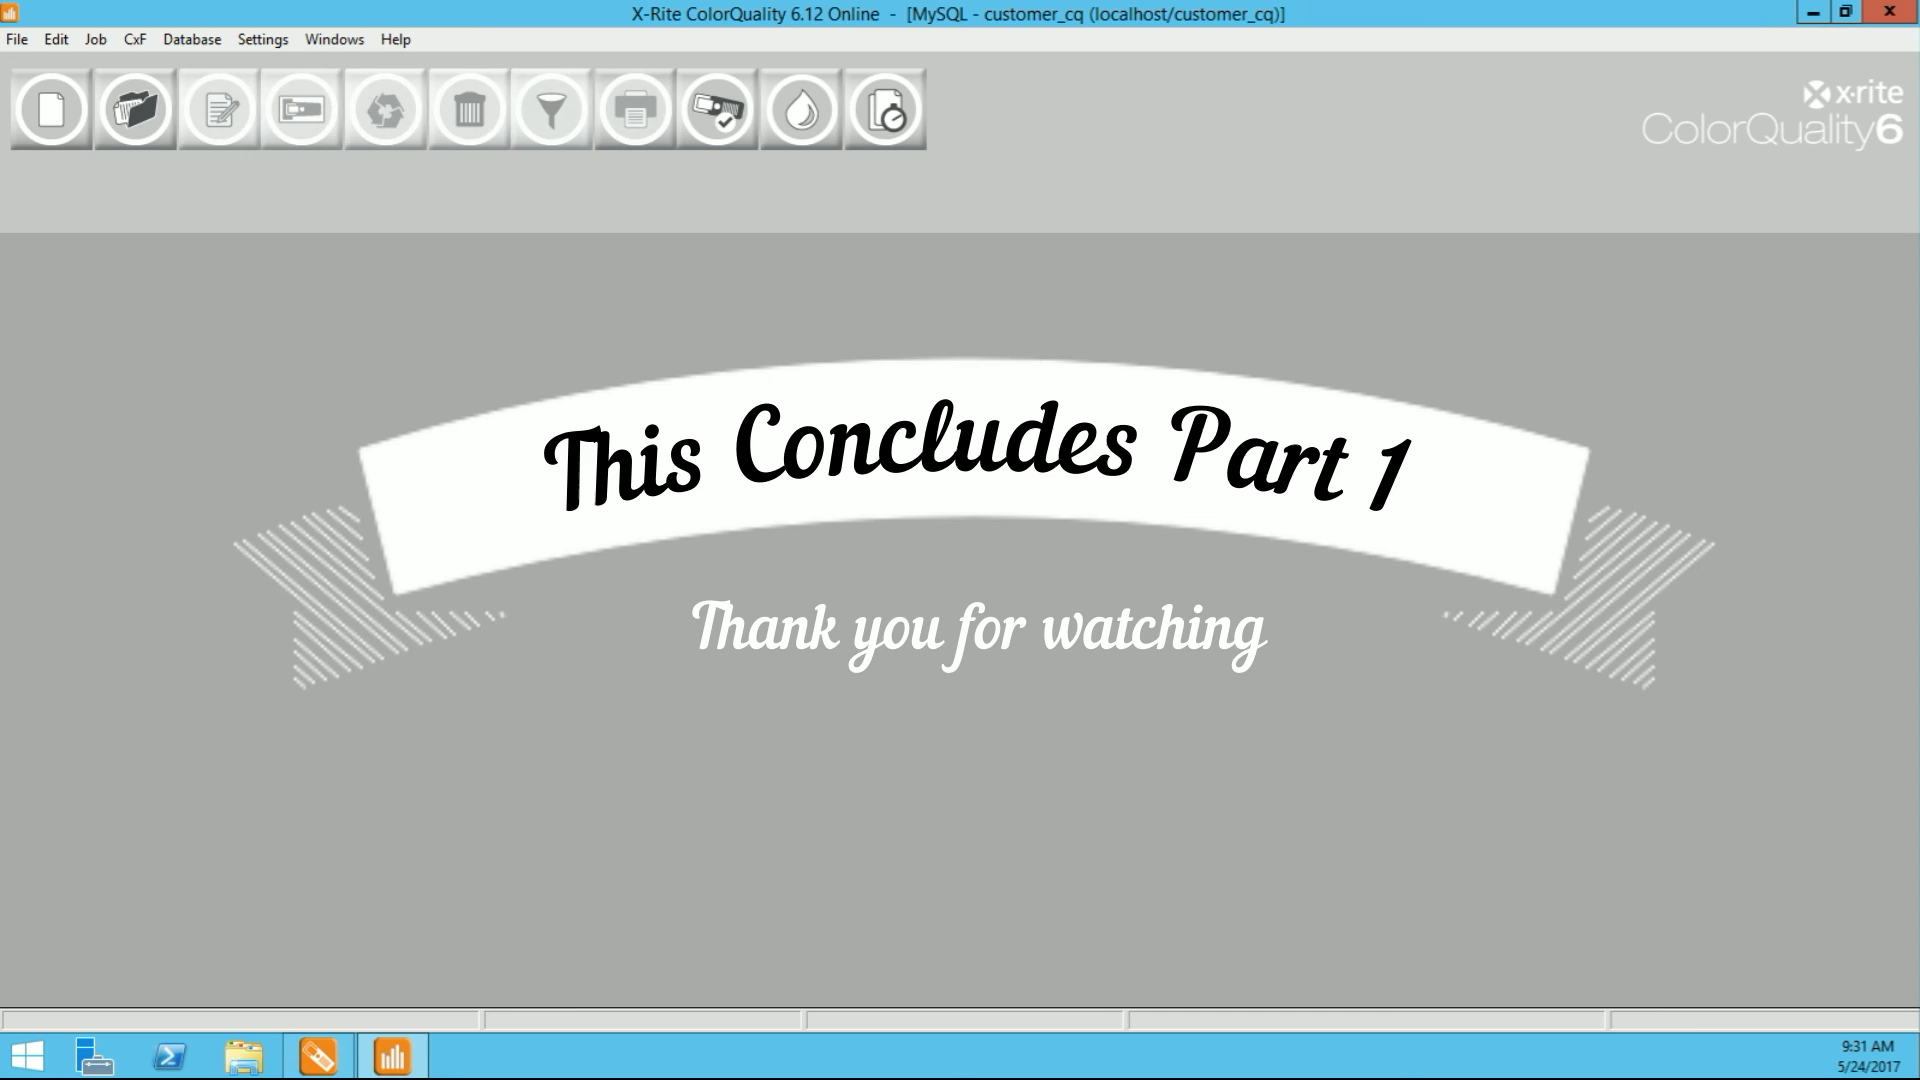 X-Rite ColorQuality 6.12 Online - [MySQL - customer_cq (localhost/customer_cq)]
File Edit Job CxF Database Settings Windows Help
x·rite
ColorQuality6
This Concludes Part 1
Thank you for watching
9:31 AM
5/24/2017